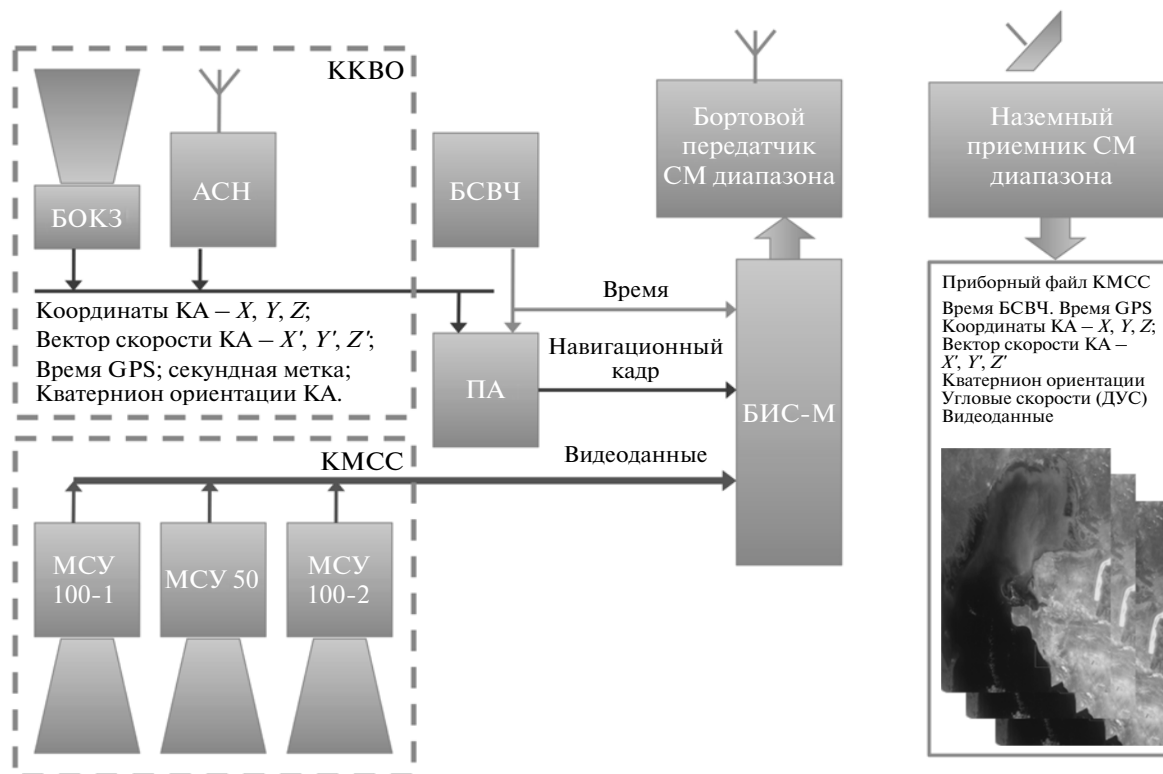 ККВО
БОКЗ
АСН
БСВЧ
Координаты КА – X, Y, Z;
Вектор скорости КА – X′, Y′, Z′;
Время GPS; секундная метка;
Кватернион ориентации КА.
ПА
КМСС
МСУ
100-1
МСУ 50
МСУ
100-2
Время
Навигационный
кадр
Видеоданные
БИС-М
Бортовой
передатчик
СМ диапазона
Наземный
приемник СМ
диапазона
Приборный файл КМСС
Время БСВЧ. Время GPS
Координаты КА – X, Y, Z;
Вектор скорости КА –
X′, Y′, Z′
Кватернион ориентации
Угловые скорости (ДУС)
Видеоданные